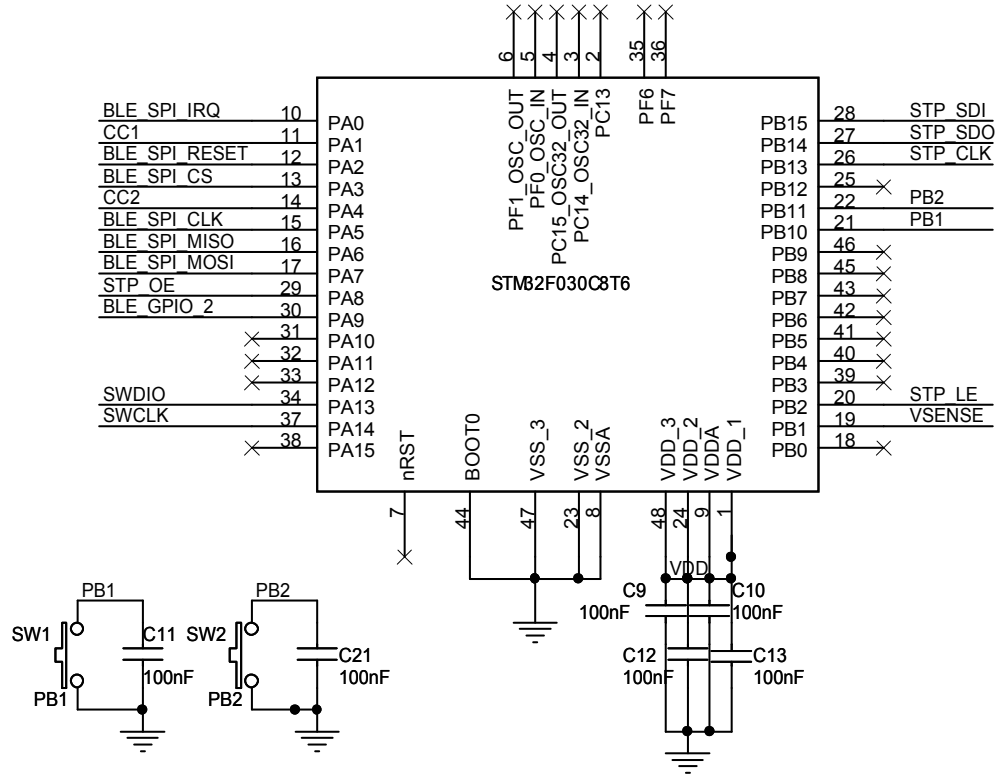 6 5 4 3 2 35 36
PF1_OSC_OUT
PF0_OSC_IN
PC15_OSC32_OUT
PC14_OSC32_IN
PC13
PF6
PF7
BLE_SPI_IRQ 10 PA0
CC1 11 PA1
BLE_SPI_RESET 12 PA2
BLE_SPI_CS 13 PA3
CC2 14 PA4
BLE_SPI_CLK 15 PA5
BLE_SPI_MISO 16 PA6
BLE_SPI_MOSI 17 PA7
STP_OE 29 PA8
BLE_GPIO_2 30 PA9
31 PA10
32 PA11
33 PA12
SWDIO 34 PA13
SWCLK 37 PA14
38 PA15
STM32F030C8T6
PB15 28 STP_SDI
PB14 27 STP_SDO
PB13 26 STP_CLK
PB12 25
PB11 22 PB2
PB10 21 PB1
PB9 46
PB8 45
PB7 43
PB6 42
PB5 41
PB4 40
PB3 39
PB2 20 STP_LE
PB1 19 VSENSE
PB0 18
nRST
BOOT0
VSS_3
VSS_2
VSSA
VDD_3
VDD_2
VDDA
VDD_1
7 44 47 23 8 48 24 9 1
VDD
C9
100nF
C10
100nF
C12
100nF
C13
100nF
PB1
SW1
C11
100nF
PB1
PB2
SW2
C21
100nF
PB2